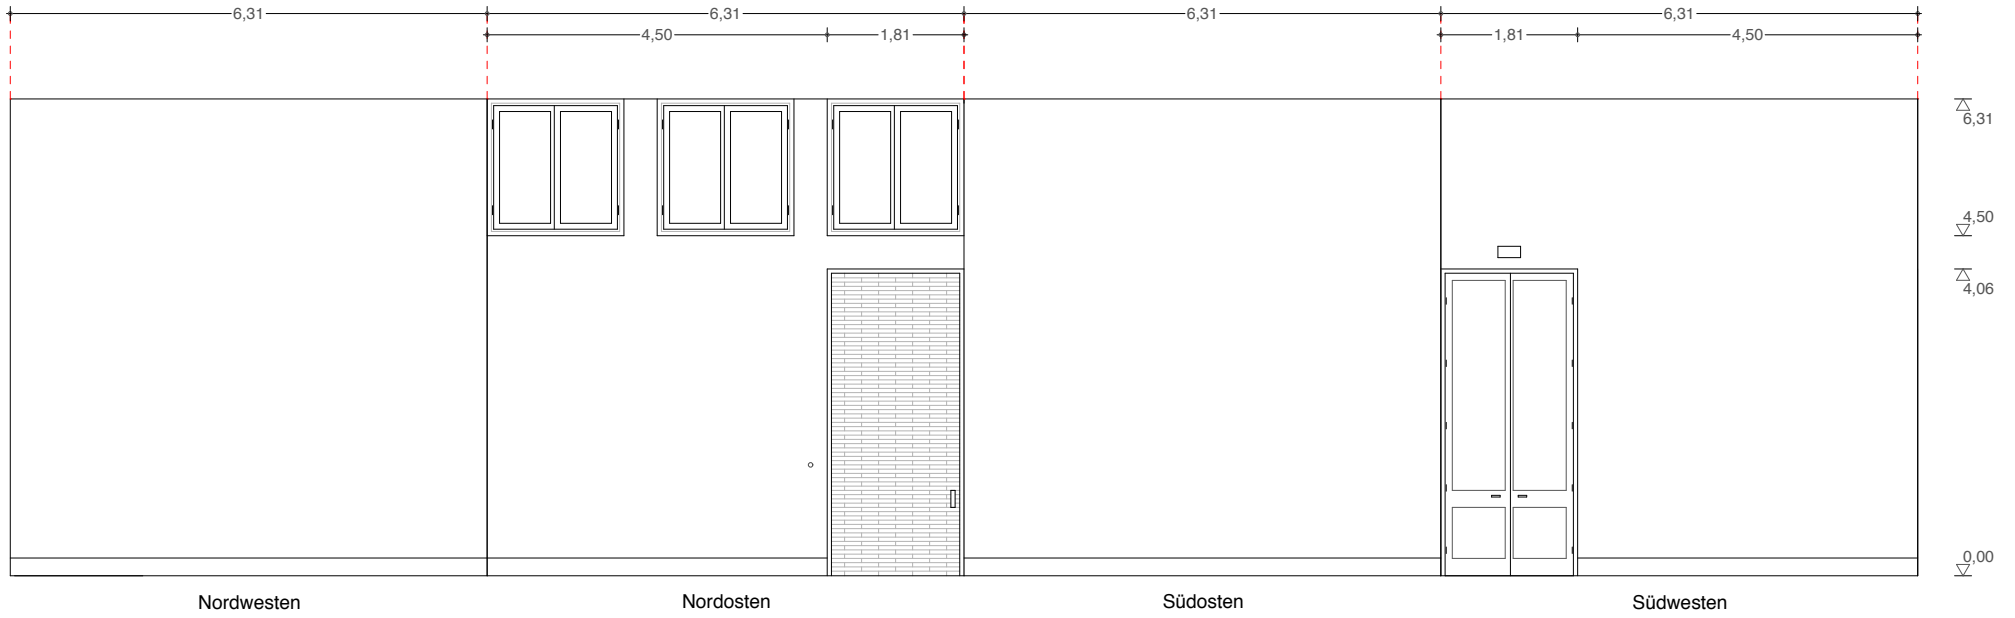 6,31 6,31 6,31 6,31
4,50 1,81 1,81 4,50
6,31
4,50
4,06
0,00
Nordwesten Nordosten Südosten Südwesten